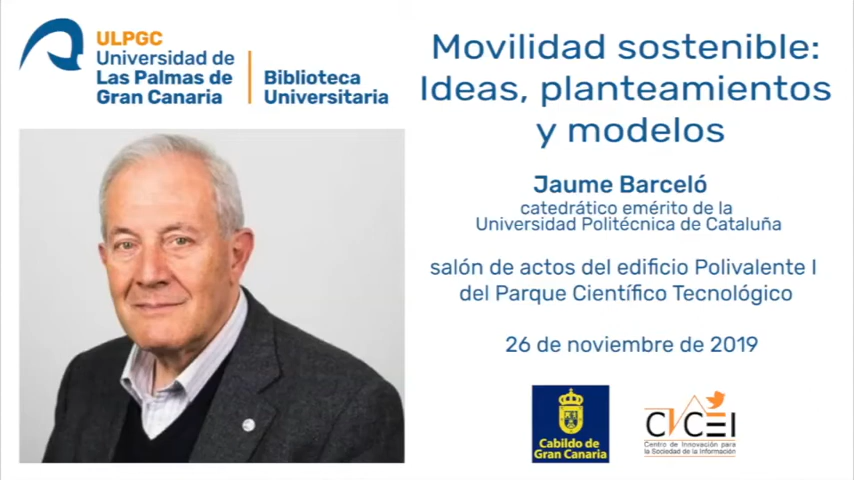 ULPGC
Universidad de
Las Palmas de
Gran Canaria
Biblioteca
Universitaria
Movilidad sostenible:
Ideas, planteamientos
y modelos
Jaume Barceló
catedrático emérito de la
Universidad Politécnica de Cataluña
salón de actos del edificio Polivalente I
del Parque Científico Tecnológico
26 de noviembre de 2019
Cabildo de
Gran Canaria
CICEI
Centro de Innovación para
la Sociedad de la Información